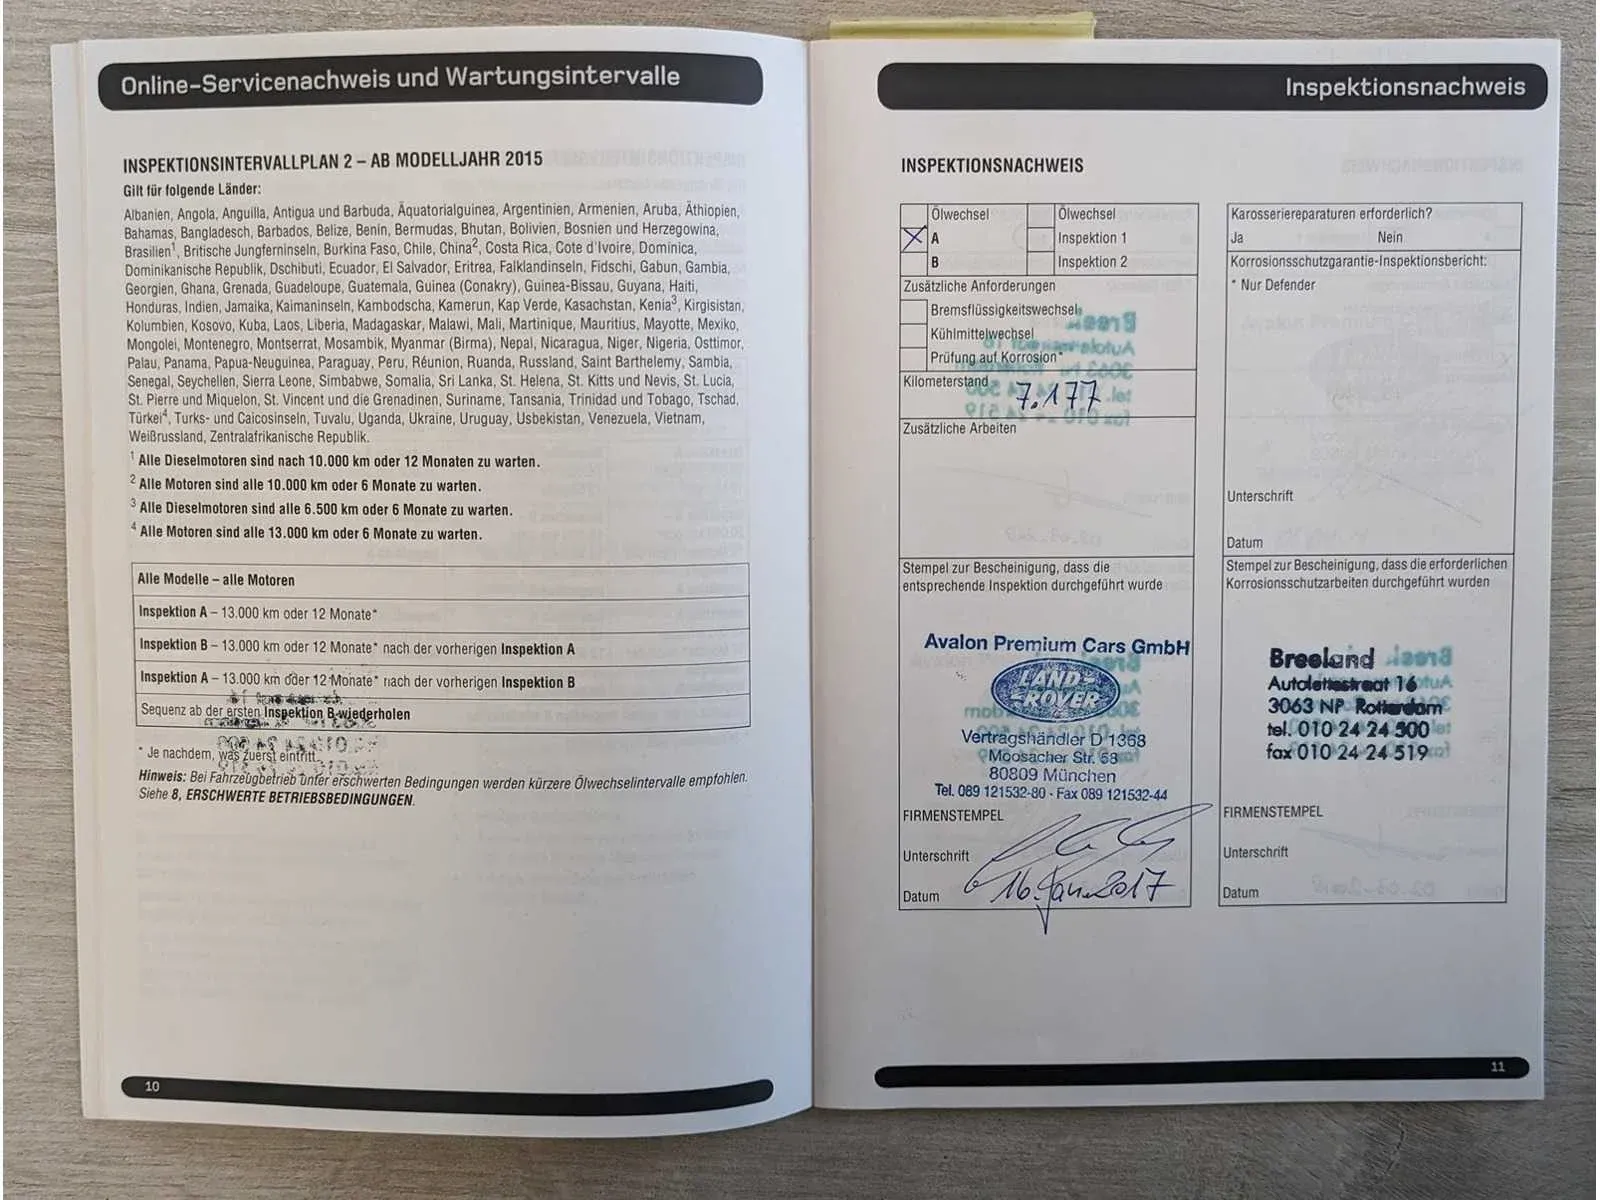 Online-Servicenachweis und Wartungsintervalle
INSPEKTIONSINTERVALLPLAN 2 – AB MODELLJAHR 2015
Gilt für folgende Länder:
Albanien, Angola, Anguilla, Antigua und Barbuda, Äquatorialguinea, Argentinien, Armenien, Aruba, Äthiopien,
Bahamas, Bangladesch, Barbados, Belize, Benin, Bermudas, Bhutan, Bolivien, Bosnien und Herzegowina,
Brasilien¹, Britische Jungferninseln, Burkina Faso, Chile, China², Costa Rica, Cote d'Ivoire, Dominica,
Dominikanische Republik, Dschibuti, Ecuador, El Salvador, Eritrea, Falklandinseln, Fidschi, Gabun, Gambia,
Georgien, Ghana, Grenada, Guadeloupe, Guatemala, Guinea (Conakry), Guinea-Bissau, Guyana, Haiti,
Honduras, Indien, Jamaika, Kaimaninseln, Kambodscha, Kamerun, Kap Verde, Kasachstan, Kenia³, Kirgisistan,
Kolumbien, Kosovo, Kuba, Laos, Liberia, Madagaskar, Malawi, Mali, Martinique, Mauritius, Mayotte, Mexiko,
Mongolei, Montenegro, Montserrat, Mosambik, Myanmar (Birma), Nepal, Nicaragua, Niger, Nigeria, Osttimor,
Palau, Panama, Papua-Neuguinea, Paraguay, Peru, Réunion, Ruanda, Russland, Saint Barthelemy, Sambia,
Senegal, Seychellen, Sierra Leone, Simbabwe, Somalia, Sri Lanka, St. Helena, St. Kitts und Nevis, St. Lucia,
St. Pierre und Miquelon, St. Vincent und die Grenadinen, Suriname, Tansania, Trinidad und Tobago, Tschad,
Türkei⁴, Turks- und Caicosinseln, Tuvalu, Uganda, Ukraine, Uruguay, Usbekistan, Venezuela, Vietnam,
Weißrussland, Zentralafrikanische Republik.
¹ Alle Dieselmotoren sind nach 10.000 km oder 12 Monaten zu warten.
² Alle Motoren sind alle 10.000 km oder 6 Monate zu warten.
³ Alle Dieselmotoren sind alle 6.500 km oder 6 Monate zu warten.
⁴ Alle Motoren sind alle 13.000 km oder 6 Monate zu warten.
Alle Modelle – alle Motoren
Inspektion A – 13.000 km oder 12 Monate*
Inspektion B – 13.000 km oder 12 Monate* nach der vorherigen Inspektion A
Inspektion A – 13.000 km oder 12 Monate* nach der vorherigen Inspektion B
Sequenz ab der ersten Inspektion B wiederholen
* Je nachdem, was zuerst eintritt.
Hinweis: Bei Fahrzeugbetrieb unter erschwerten Bedingungen werden kürzere Ölwechselintervalle empfohlen.
Siehe 8, ERSCHWERTE BETRIEBSBEDINGUNGEN.
10
Inspektionsnachweis
INSPEKTIONSNACHWEIS
Ölwechsel
A
B
Ölwechsel
Inspektion 1
Inspektion 2
Zusätzliche Anforderungen
Bremsflüssigkeitswechsel
Kühlmittelwechsel
Prüfung auf Korrosion*
Kilometerstand
7.177
Zusätzliche Arbeiten
Stempel zur Bescheinigung, dass die
entsprechende Inspektion durchgeführt wurde
Avalon Premium Cars GmbH
LAND-
ROVER
Vertragshändler D 1368
Moosacher Str. 58
80809 München
Tel. 089 121532-80 - Fax 089 121532-44
FIRMENSTEMPEL
Unterschrift
Datum
16. Jan. 2017
Karosseriereparaturen erforderlich?
Ja Nein
Korrosionsschutzgarantie-Inspektionsbericht:
* Nur Defender
Unterschrift
Datum
Stempel zur Bescheinigung, dass die erforderlichen
Korrosionsschutzarbeiten durchgeführt wurden
Breeland
Autolettestraat 16
3063 NP Rotterdam
tel. 010 24 24 500
fax 010 24 24 519
FIRMENSTEMPEL
Unterschrift
Datum
11